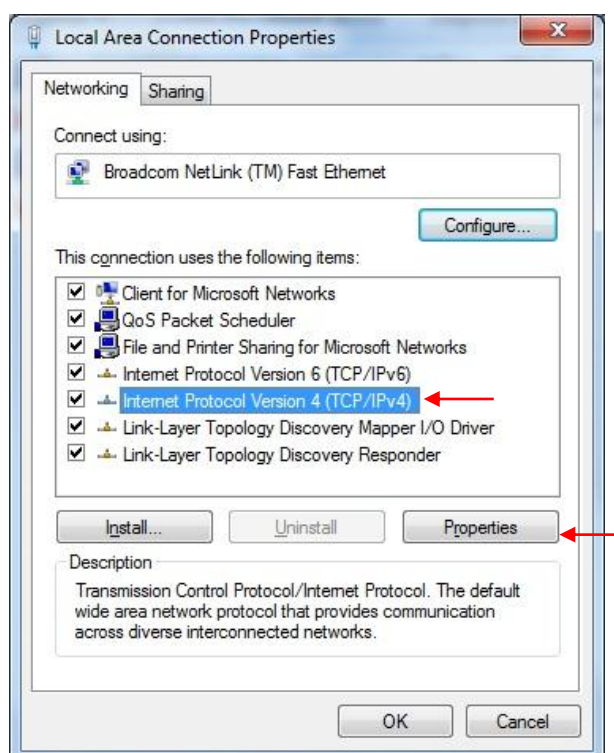 Local Area Connection Properties
Networking
Sharing
Connect using:
Broadcom NetLink (TM) Fast Ethernet
Configure...
This connection uses the following items:
Client for Microsoft Networks
QoS Packet Scheduler
File and Printer Sharing for Microsoft Networks
Internet Protocol Version 6 (TCP/IPv6)
Internet Protocol Version 4 (TCP/IPv4)
Link-Layer Topology Discovery Mapper I/O Driver
Link-Layer Topology Discovery Responder
Install...
Uninstall
Properties
Description
Transmission Control Protocol/Internet Protocol. The default
wide area network protocol that provides communication
across diverse interconnected networks.
OK
Cancel